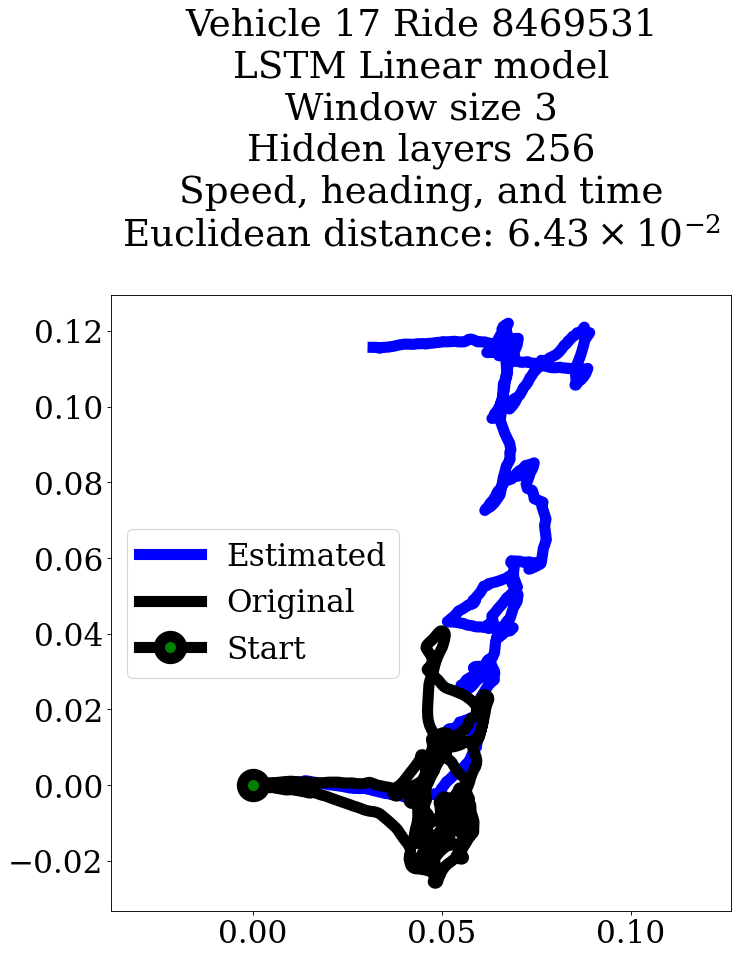 Vehicle 17 Ride 8469531
LSTM Linear model
Window size 3
Hidden layers 256
Speed, heading, and time
Euclidean distance: 6.43 × 10⁻²
0.12
0.10
0.08
0.06
0.04
0.02
0.00
−0.02
Estimated
Original
Start
0.00 0.05 0.10